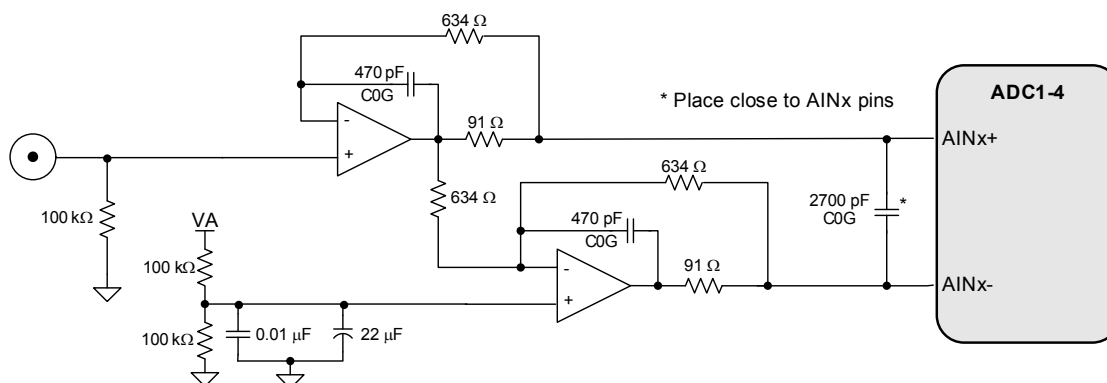 634 Ω
470 pF
C0G
* Place close to AINx pins
ADC1-4
-
+
91 Ω
AINx+
634 Ω
634 Ω
100 kΩ
VA
2700 pF
C0G
*
470 pF
C0G
100 kΩ
-
+
91 Ω
AINx-
100 kΩ
0.01 µF
22 µF